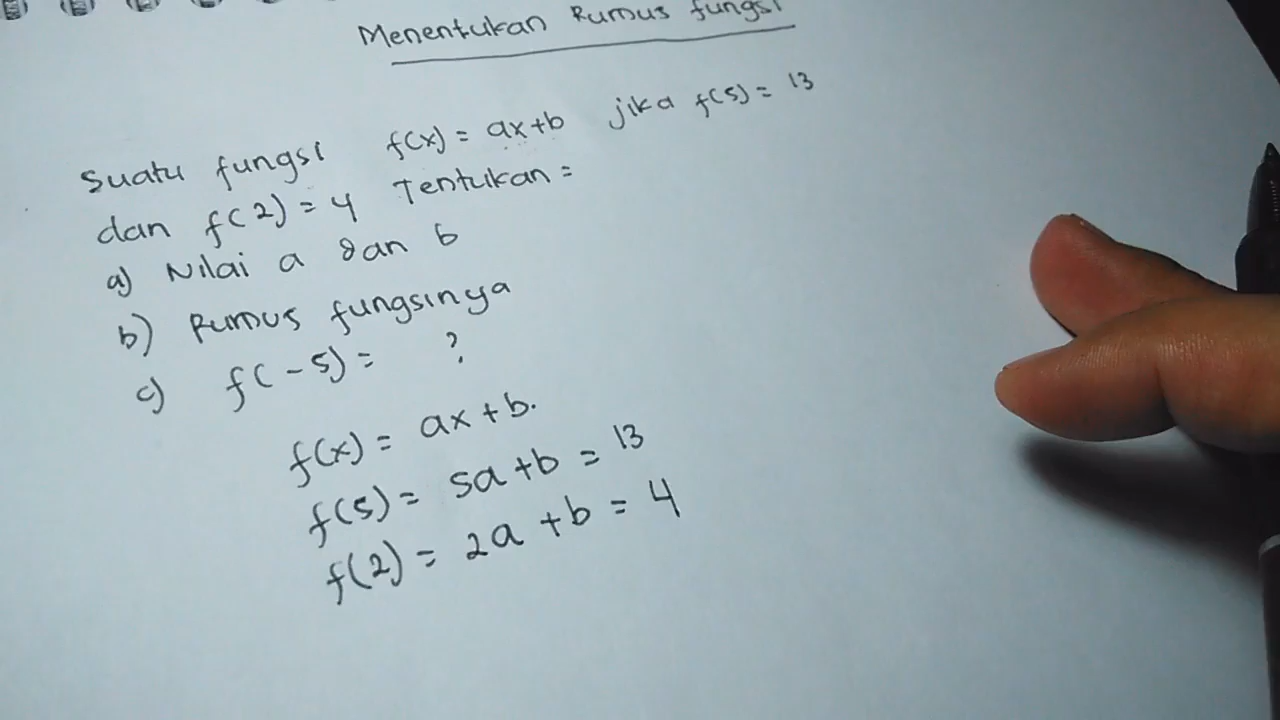 Menentukan Rumus fungsi
Suatu fungsi f(x) = ax+b jika f(5) = 13
dan f(2) = 4 Tentukan =
a) Nilai a dan b
b) Rumus fungsinya
c) f(-5) = ?
f(x) = ax + b.
f(5) = 5a + b = 13
f(2) = 2a + b = 4